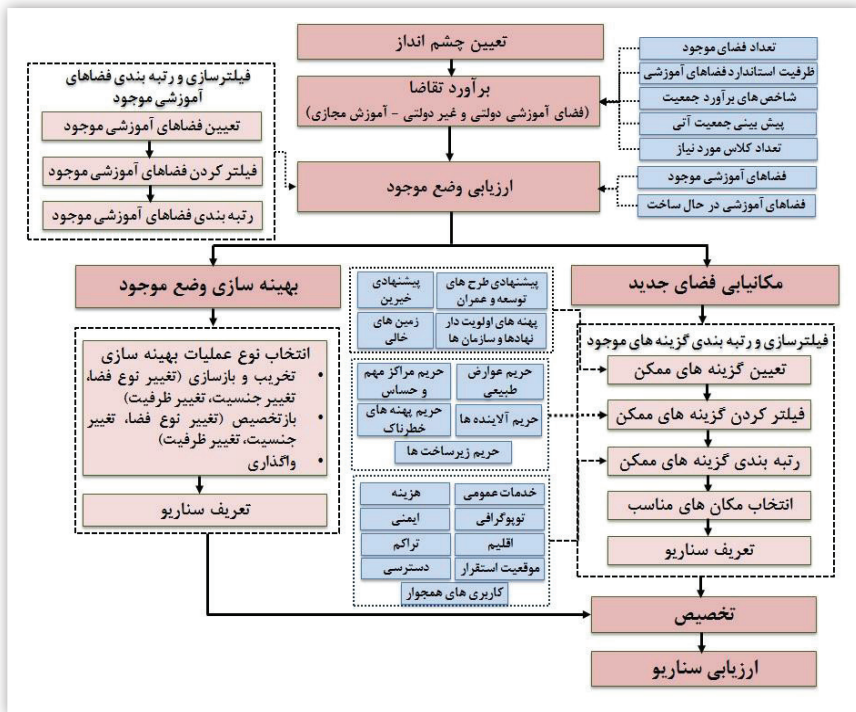 تعیین چشم انداز
برآورد تقاضا
(فضای آموزشی دولتی و غیر دولتی - آموزش مجازی)
تعداد فضای موجود
ظرفیت استاندارد فضاهای آموزشی
شاخص های برآورد جمعیت
پیش بینی جمعیت آتی
تعداد کلاس مورد نیاز
فیلترسازی و رتبه بندی فضاهای
آموزشی موجود
تعیین فضاهای آموزشی موجود
فیلتر کردن فضاهای آموزشی موجود
رتبه بندی فضاهای آموزشی موجود
ارزیابی وضع موجود
فضاهای آموزشی موجود
فضاهای آموزشی در حال ساخت
مکانیابی فضای جدید
فیلترسازی و رتبه بندی گزینه های موجود
تعیین گزینه های ممکن
فیلتر کردن گزینه های ممکن
رتبه بندی گزینه های ممکن
انتخاب مکان های مناسب
تعریف سناریو
پیشنهادی طرح های
توسعه و عمران
پیشنهادی
خیرین
پهنه های اولویت دار
نهادها و سازمان ها
زمین های
خالی
حریم عوارض
طبیعی
حریم مراکز مهم
و حساس
حریم آلاینده ها
حریم پهنه های
خطرناک
حریم زیرساخت ها
خدمات عمومی
هزینه
توپوگرافی
ایمنی
اقلیم
تراکم
موقعیت استقرار
دسترسی
کاربری های همجوار
بهینه سازی وضع موجود
انتخاب نوع عملیات بهینه سازی
• تخریب و بازسازی (تغییر نوع فضا،
تغییر جنسیت، تغییر ظرفیت)
• بازتخصیص (تغییر نوع فضا، تغییر
جنسیت، تغییر ظرفیت)
• واگذاری
تعریف سناریو
تخصیص
ارزیابی سناریو